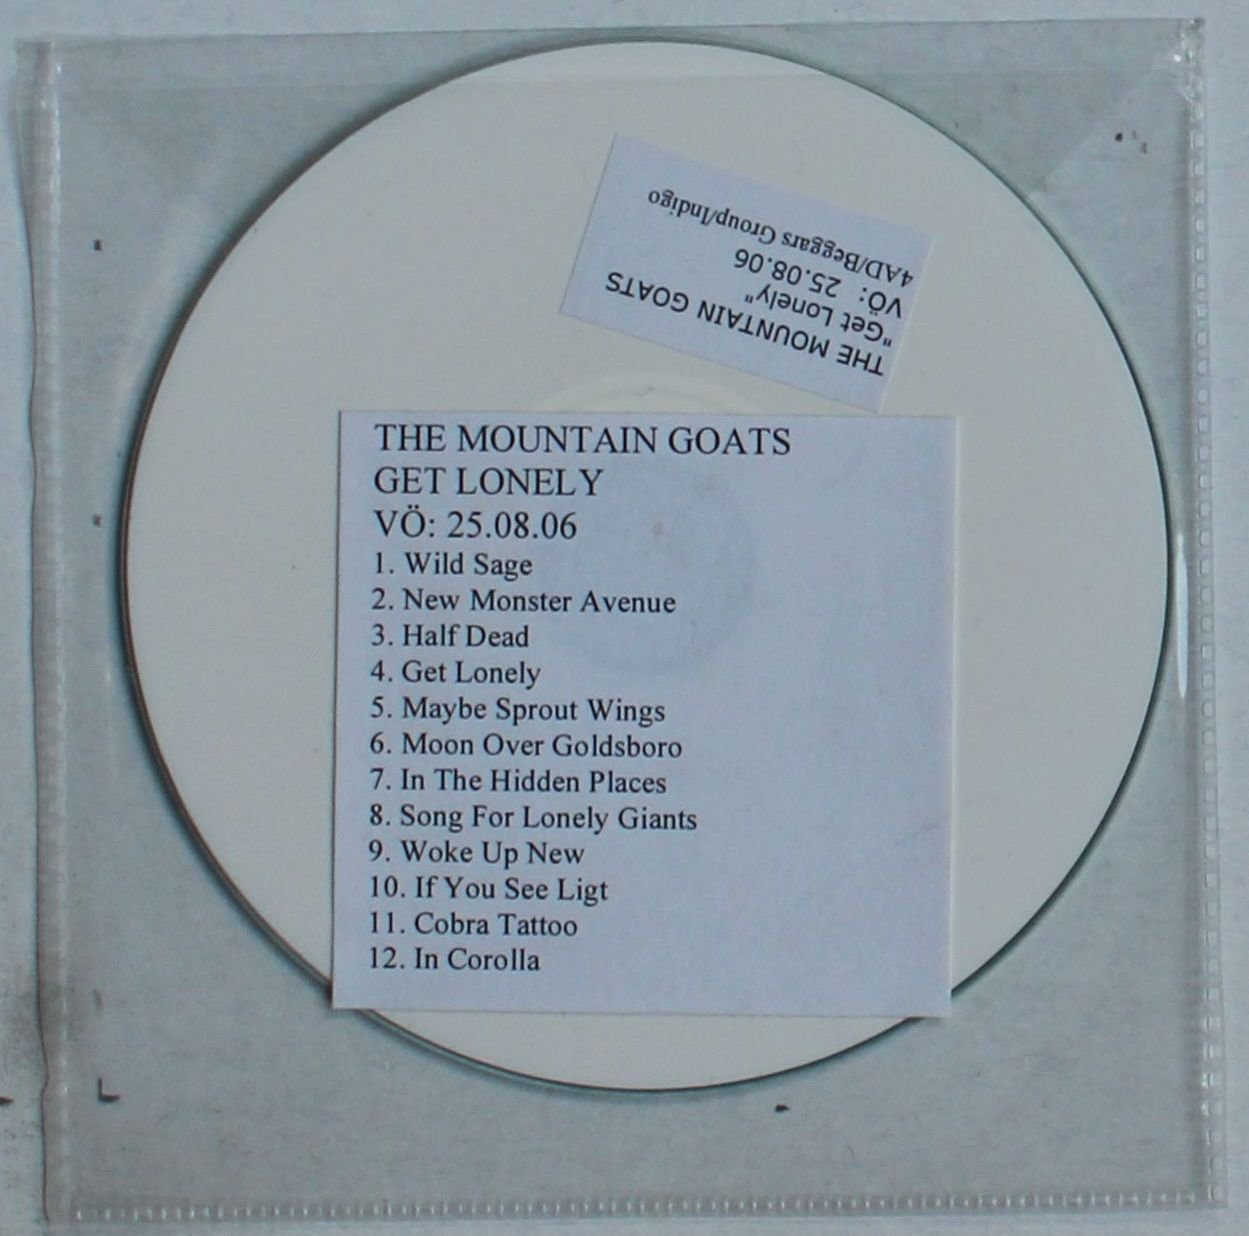 THE MOUNTAIN GOATS
"Get Lonely"
VÖ: 25.08.06
4AD/Beggars Group/Indigo
THE MOUNTAIN GOATS
GET LONELY
VÖ: 25.08.06
1. Wild Sage
2. New Monster Avenue
3. Half Dead
4. Get Lonely
5. Maybe Sprout Wings
6. Moon Over Goldsboro
7. In The Hidden Places
8. Song For Lonely Giants
9. Woke Up New
10. If You See Ligt
11. Cobra Tattoo
12. In Corolla